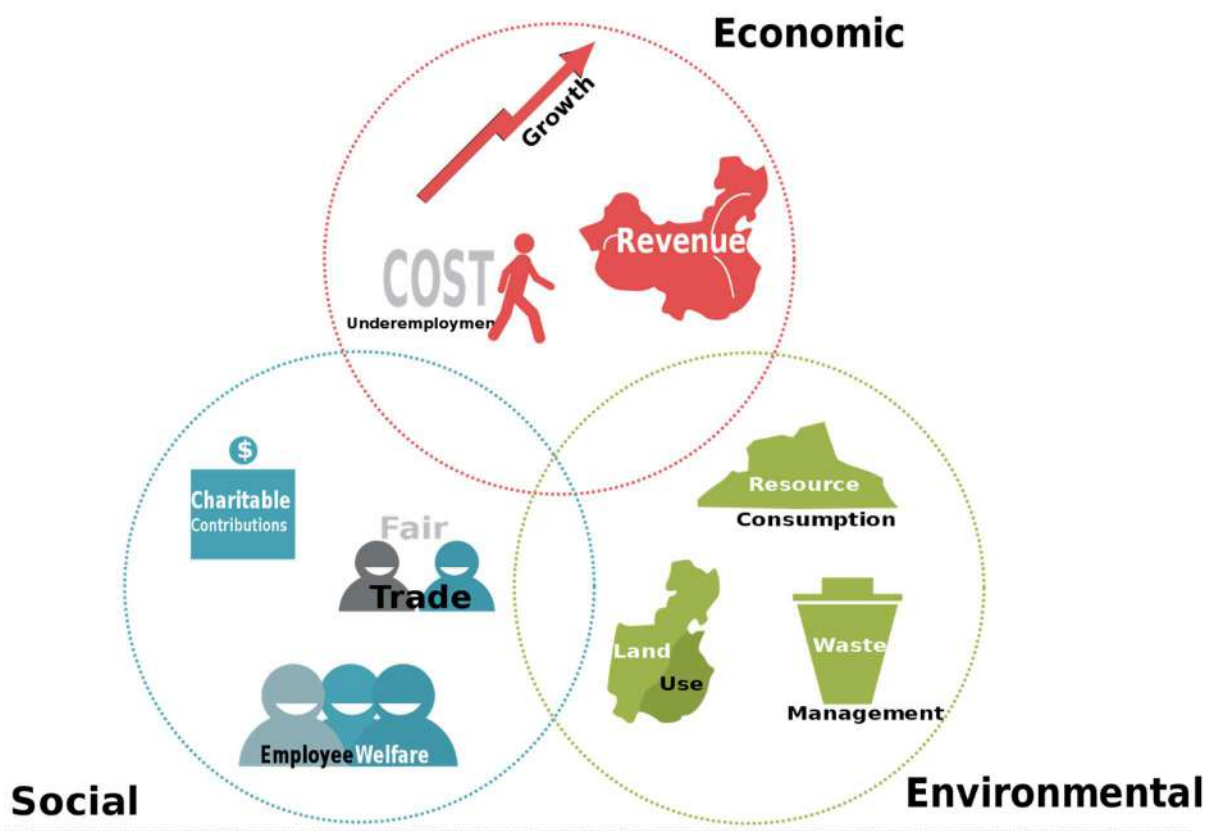 Economic
Growth
Revenue
COST
Underemploymen
$
Charitable
Contributions
Fair
Trade
Employee Welfare
Social
Resource
Consumption
Land
Use
Waste
Management
Environmental